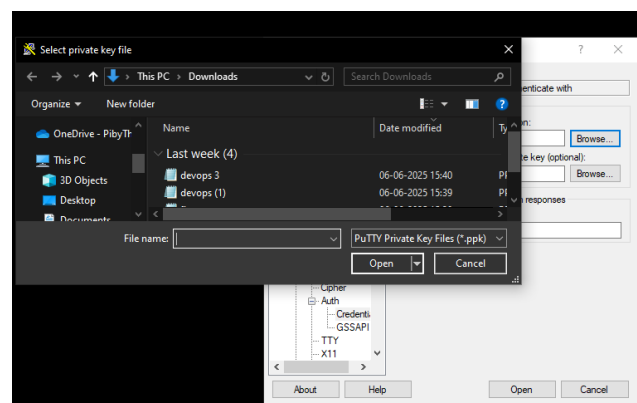 Select private key file
This PC > Downloads
Search Downloads
Organize
New folder
Name
Date modified
Ty
OneDrive - PibyTh
This PC
3D Objects
Desktop
Documents
Last week (4)
devops 3
06-06-2025 15:40
devops (1)
06-06-2025 15:39
File name:
PuTTY Private Key Files (*.ppk)
Open
Cancel
enticate with
on:
Browse...
te key (optional):
Browse...
responses
Cipher
Auth
Credenti
GSSAPI
TTY
X11
About
Help
Open
Cancel